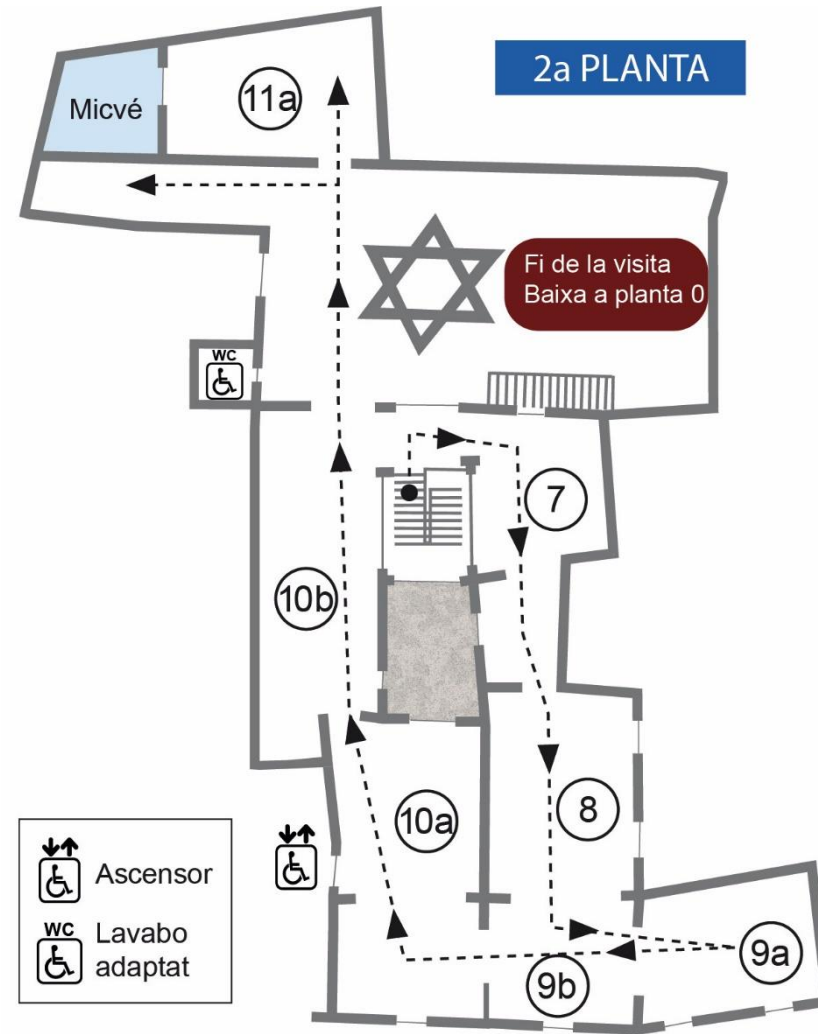 2a PLANTA
11a
Micvé
Fi de la visita
Baixa a planta 0
WC
7
10b
8
10a
Ascensor
WC
Lavabo
adaptat
9a
9b